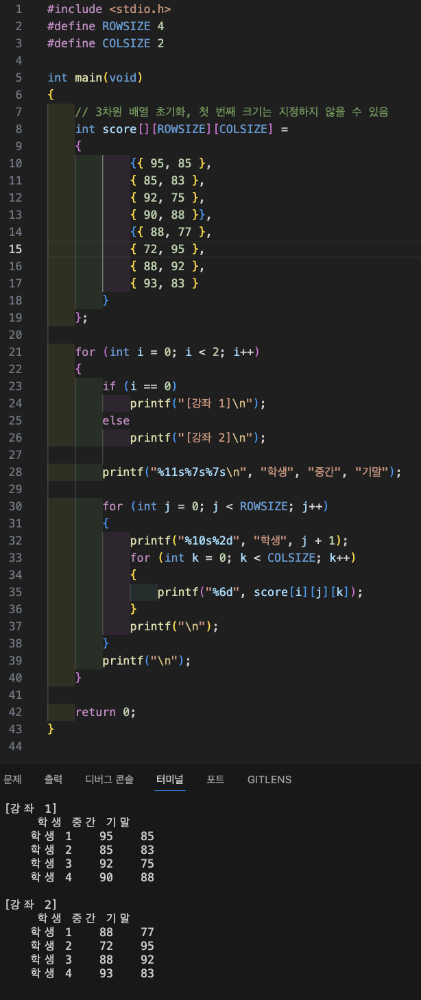 1 #include <stdio.h>
2 #define ROWSIZE 4
3 #define COLSIZE 2
4
5 int main(void)
6 {
7 // 3차원 배열 초기화, 첫 번째 크기는 지정하지 않을 수 있음
8 int score[][ROWSIZE][COLSIZE] =
9 {
10 {{ 95, 85 },
11 { 85, 83 },
12 { 92, 75 },
13 { 90, 88 }},
14 {{ 88, 77 },
15 { 72, 95 },
16 { 88, 92 },
17 { 93, 83 }
18 }
19 };
20
21 for (int i = 0; i < 2; i++)
22 {
23 if (i == 0)
24 printf("[강좌 1]\n");
25 else
26 printf("[강좌 2]\n");
27
28 printf("%11s%7s%7s\n", "학생", "중간", "기말");
29
30 for (int j = 0; j < ROWSIZE; j++)
31 {
32 printf("%10s%2d", "학생", j + 1);
33 for (int k = 0; k < COLSIZE; k++)
34 {
35 printf("%6d", score[i][j][k]);
36 }
37 printf("\n");
38 }
39 printf("\n");
40 }
41
42 return 0;
43 }
44
문제 출력 디버그 콘솔 터미널 포트 GITLENS
[강좌 1]
학생 중간 기말
학생 1 95 85
학생 2 85 83
학생 3 92 75
학생 4 90 88
[강좌 2]
학생 중간 기말
학생 1 88 77
학생 2 72 95
학생 3 88 92
학생 4 93 83